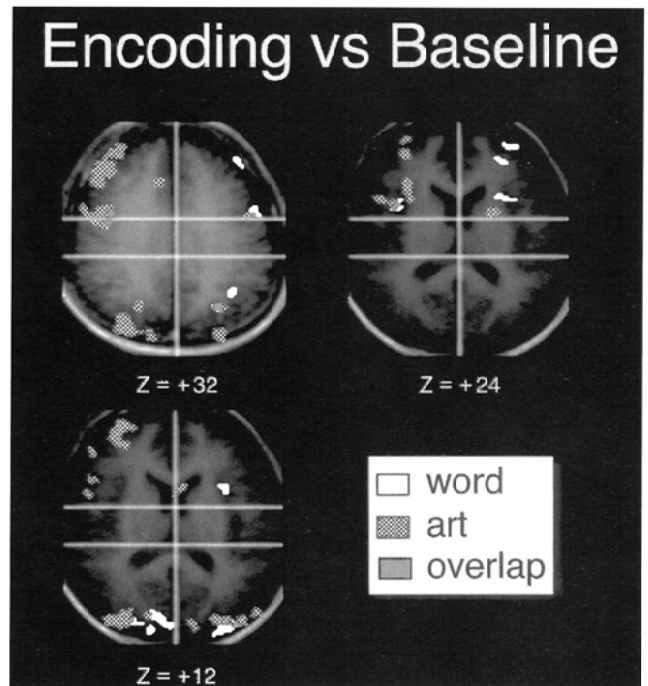 Encoding vs Baseline
Z = +32
Z = +24
word
art
overlap
Z = +12